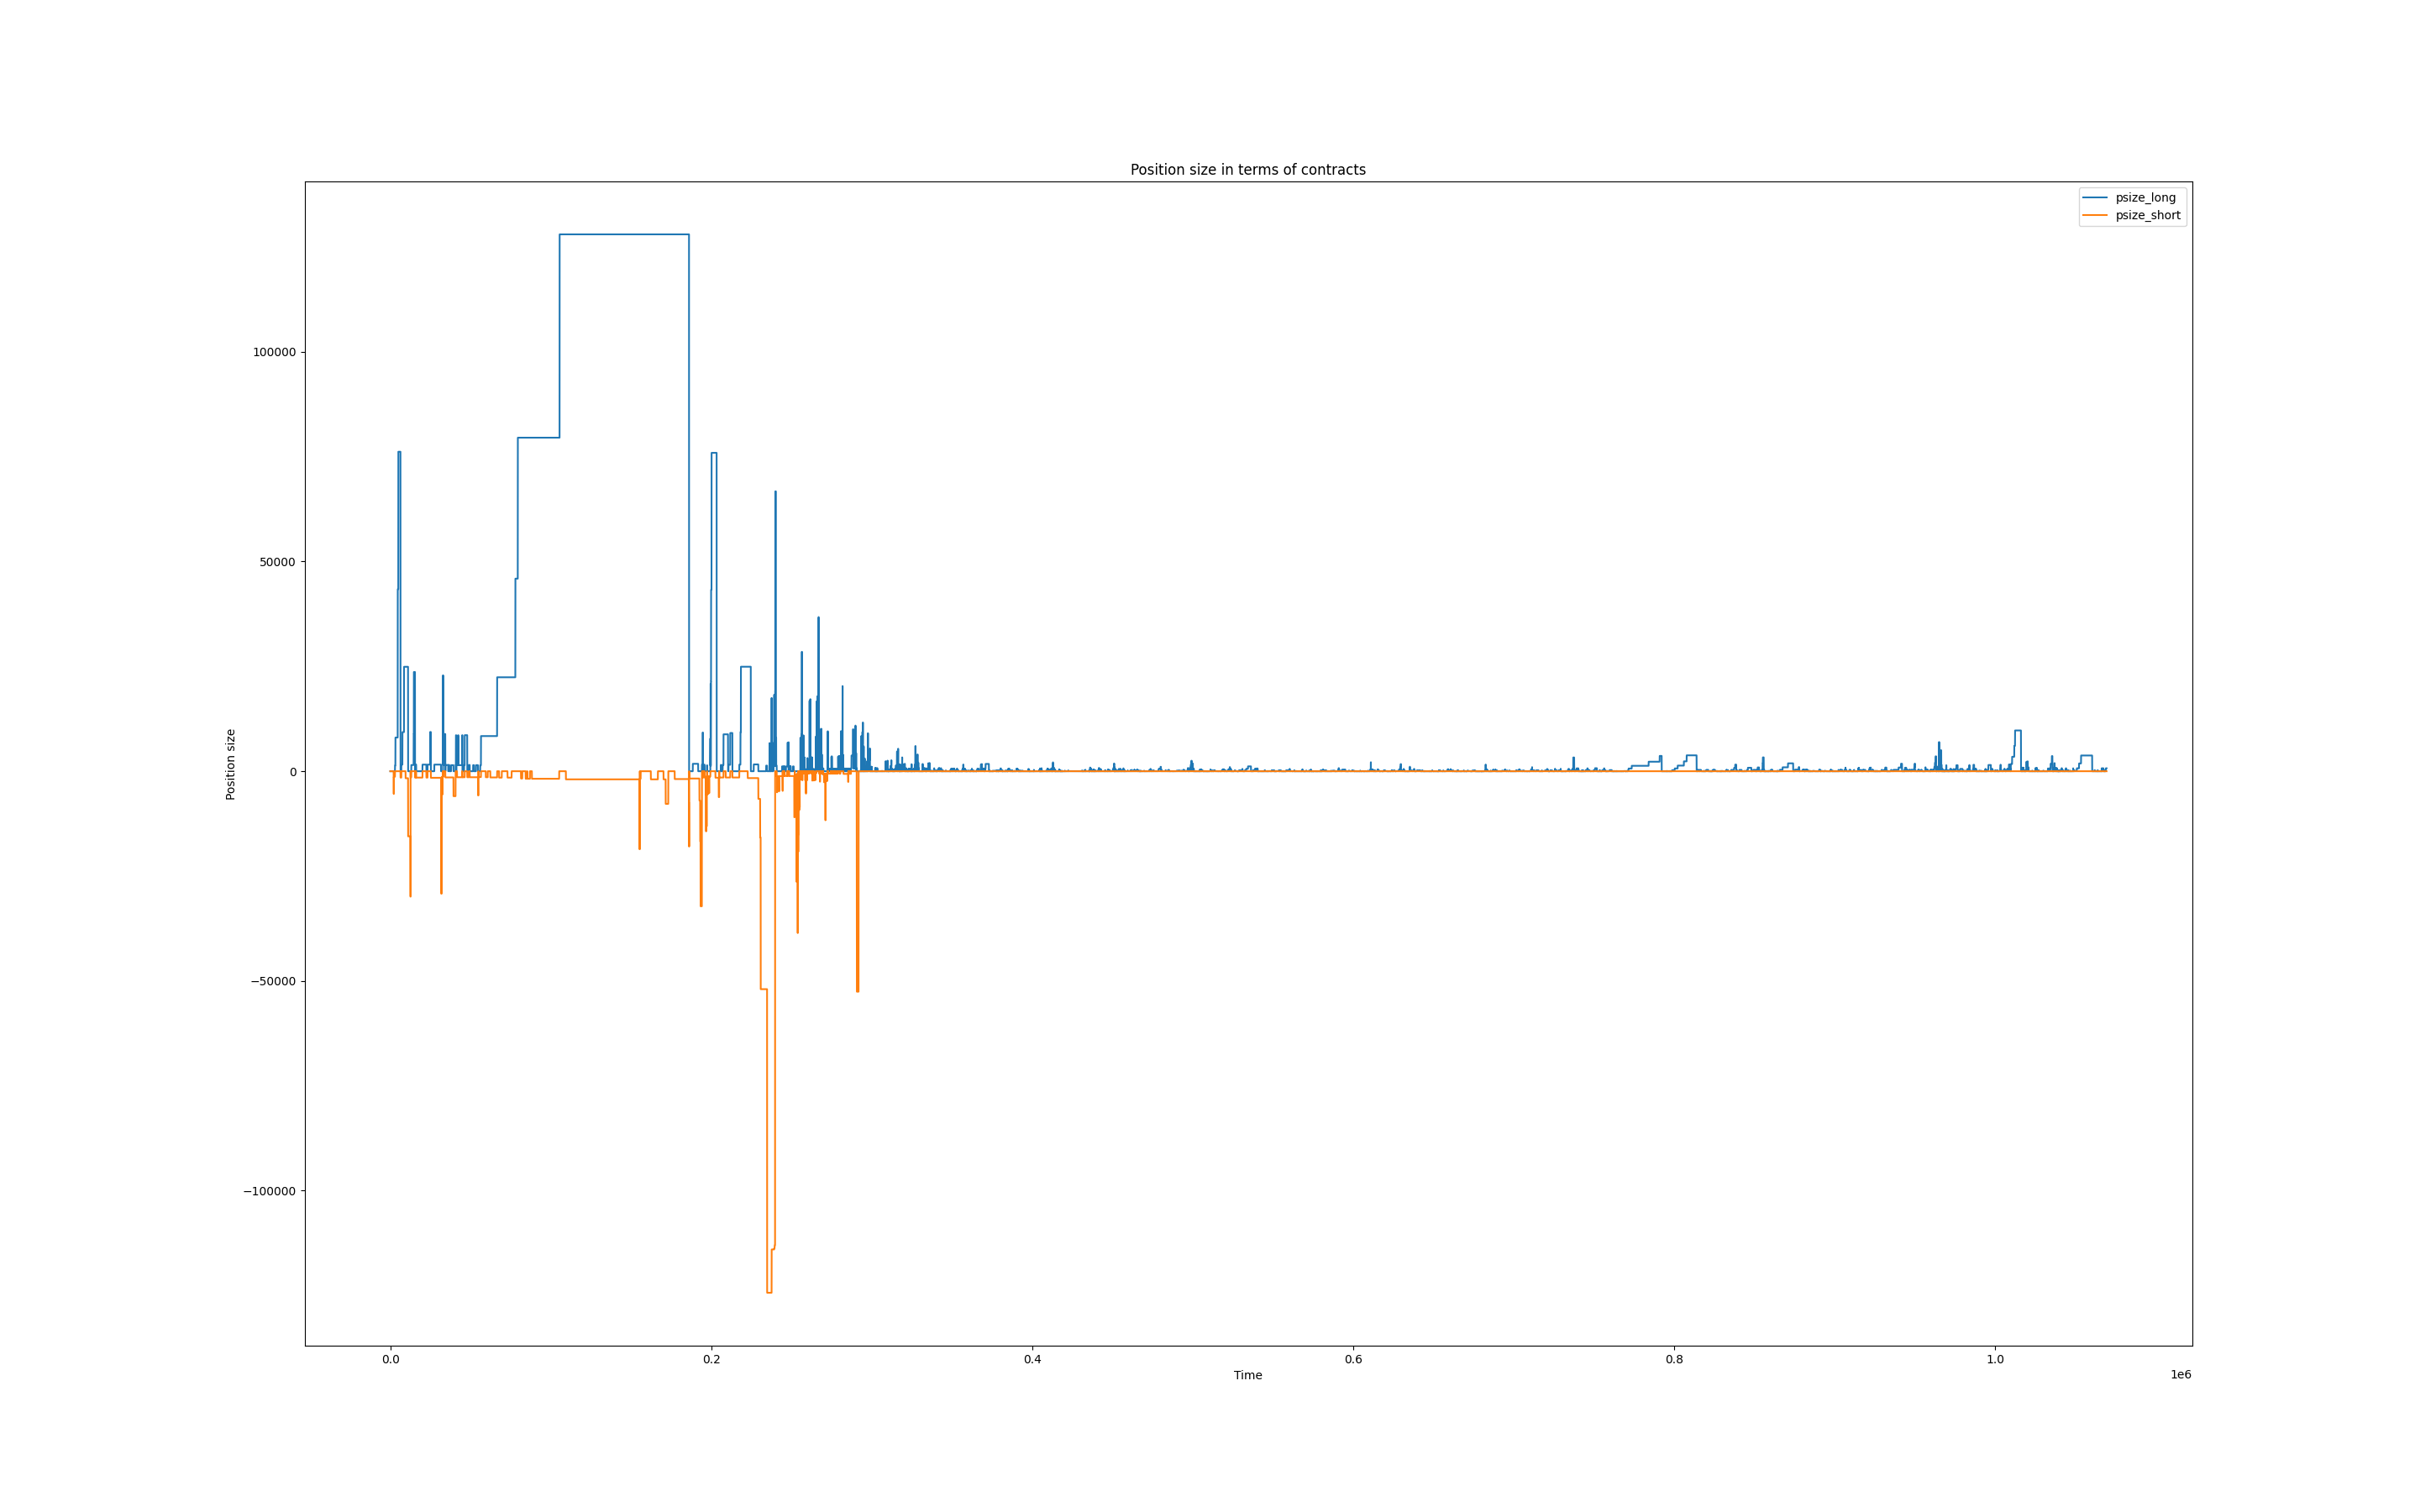 Position size in terms of contracts
psize_long
psize_short
100000
50000
0
−50000
−100000
Position size
0.0
0.2
0.4
0.6
0.8
1.0
1e6
Time